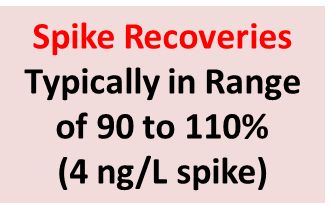 Spike Recoveries
Typically in Range
of 90 to 110%
(4 ng/L spike)